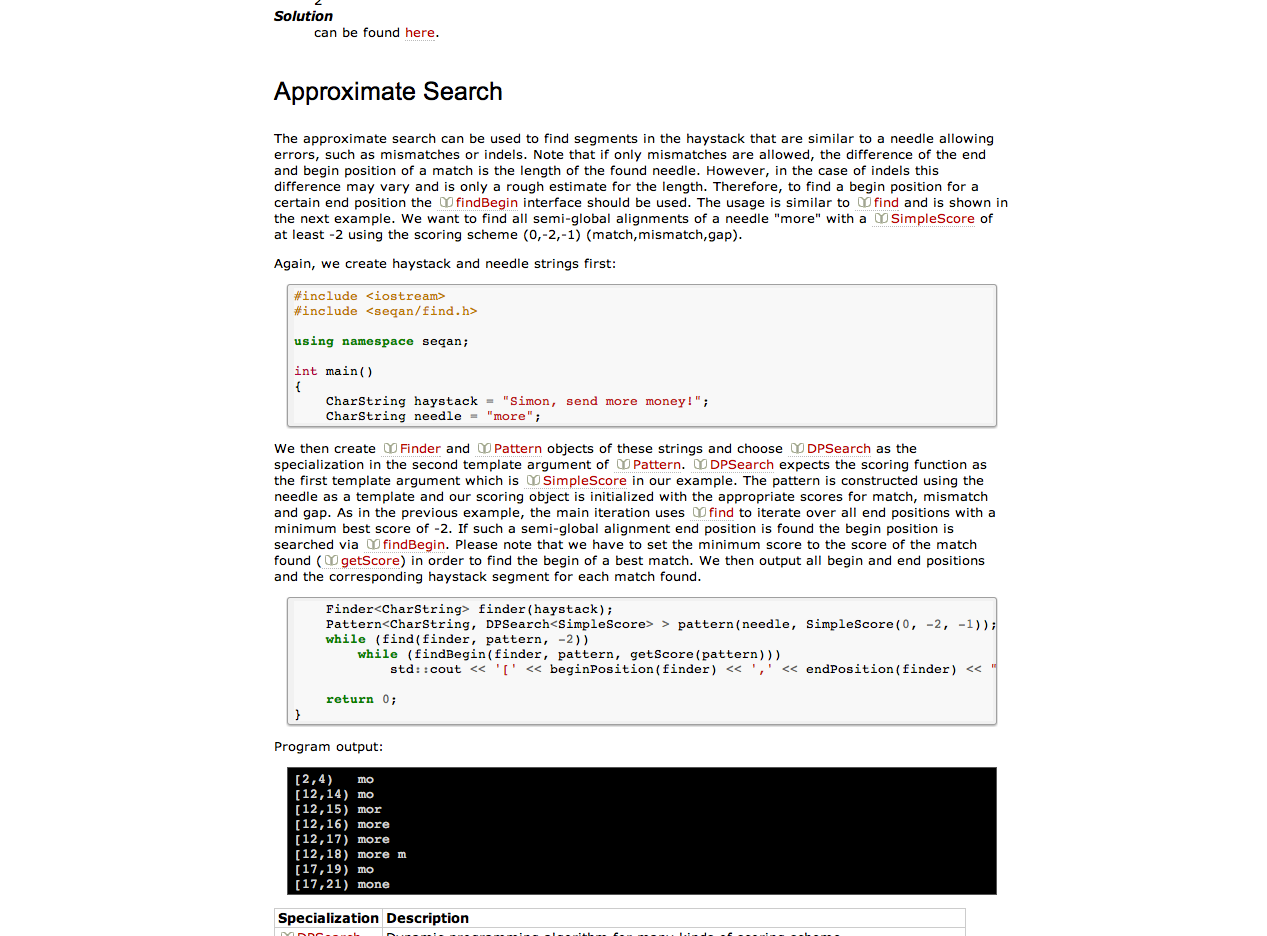 2
Solution
can be found here.
Approximate Search
The approximate search can be used to find segments in the haystack that are similar to a needle allowing
errors, such as mismatches or indels. Note that if only mismatches are allowed, the difference of the end
and begin position of a match is the length of the found needle. However, in the case of indels this
difference may vary and is only a rough estimate for the length. Therefore, to find a begin position for a
certain end position the findBegin interface should be used. The usage is similar to find and is shown in
the next example. We want to find all semi-global alignments of a needle "more" with a SimpleScore of
at least -2 using the scoring scheme (0,-2,-1) (match,mismatch,gap).
Again, we create haystack and needle strings first:
#include <iostream>
#include <seqan/find.h>
using namespace seqan;
int main()
{
    CharString haystack = "Simon, send more money!";
    CharString needle = "more";
We then create Finder and Pattern objects of these strings and choose DPSearch as the
specialization in the second template argument of Pattern. DPSearch expects the scoring function as
the first template argument which is SimpleScore in our example. The pattern is constructed using the
needle as a template and our scoring object is initialized with the appropriate scores for match, mismatch
and gap. As in the previous example, the main iteration uses find to iterate over all end positions with a
minimum best score of -2. If such a semi-global alignment end position is found the begin position is
searched via findBegin. Please note that we have to set the minimum score to the score of the match
found (getScore) in order to find the begin of a best match. We then output all begin and end positions
and the corresponding haystack segment for each match found.
    Finder<CharString> finder(haystack);
    Pattern<CharString, DPSearch<SimpleScore> > pattern(needle, SimpleScore(0, -2, -1));
    while (find(finder, pattern, -2))
        while (findBegin(finder, pattern, getScore(pattern)))
            std::cout << '[' << beginPosition(finder) << ',' << endPosition(finder) << "
    return 0;
}
Program output:
[2,4)   mo
[12,14) mo
[12,15) mor
[12,16) more
[12,17) more
[12,18) more m
[17,19) mo
[17,21) mone
Specialization Description
DPSearch Dynamic programming algorithm for many kinds of scoring scheme